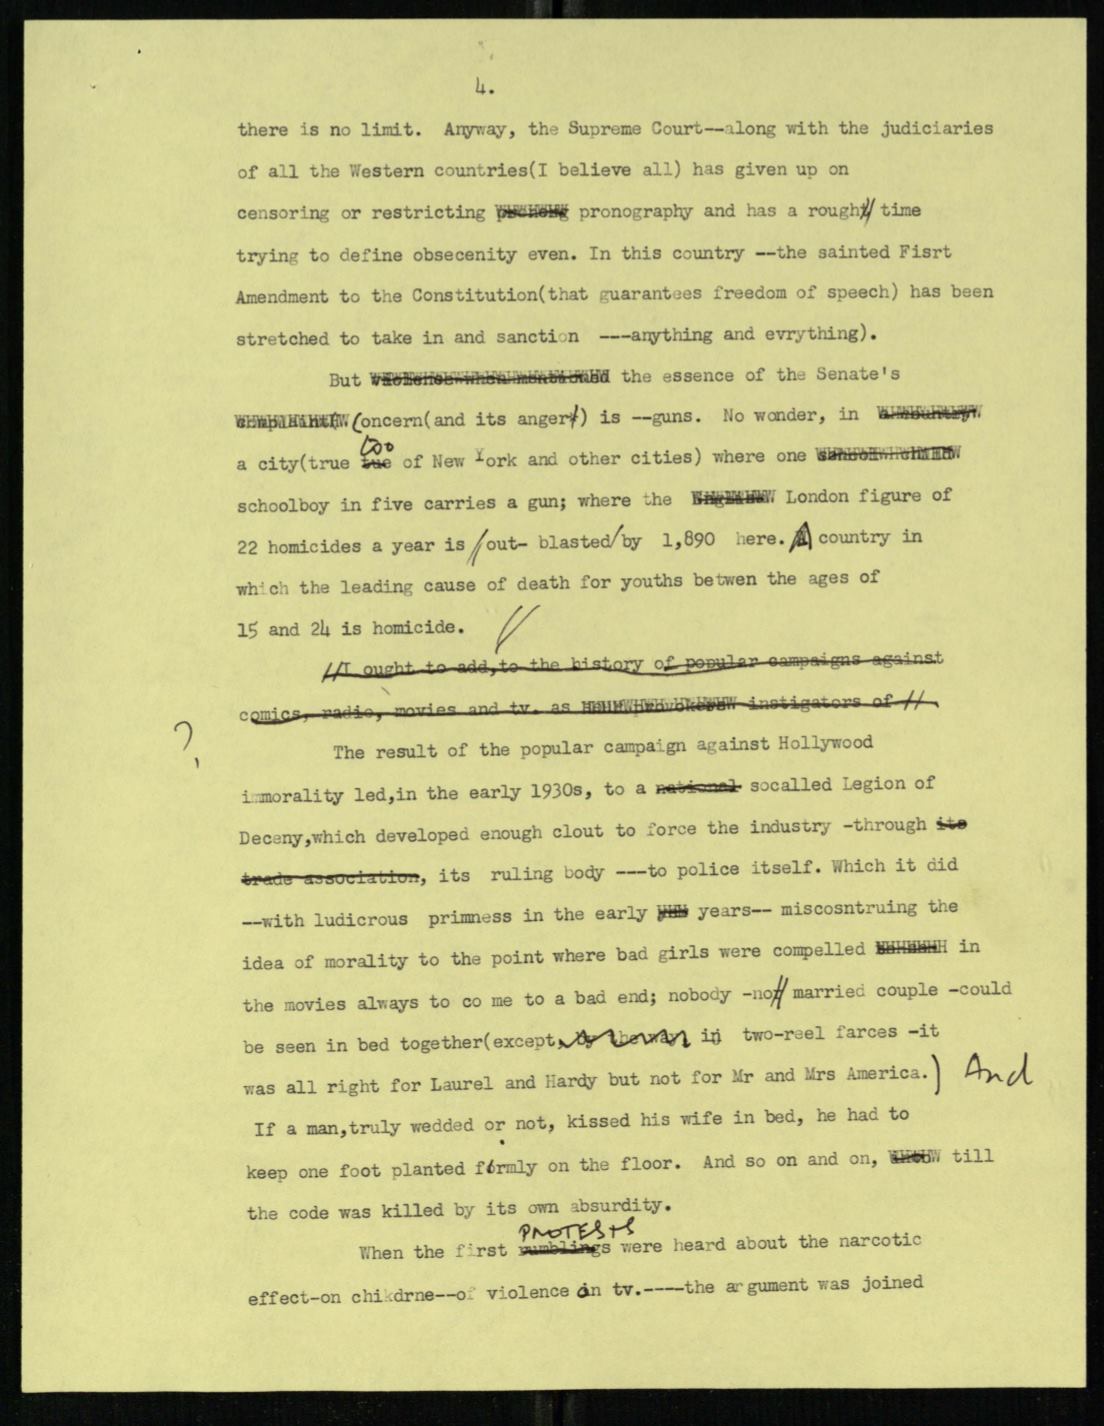 4.
there is no limit. Anyway, the Supreme Court--along with the judiciaries
of all the Western countries(I believe all) has given up on
censoring or restricting pronography and has a rough time
trying to define obsecenity even. In this country --the sainted Fisrt
Amendment to the Constitution(that guarantees freedom of speech) has been
stretched to take in and sanction ---anything and evrything).
But the essence of the Senate's
Concern(and its anger) is --guns. No wonder, in
too
a city(true tue of New York and other cities) where one
schoolboy in five carries a gun; where the London figure of
22 homicides a year is /out- blasted/by 1,890 here. A country in
which the leading cause of death for youths betwen the ages of
15 and 24 is homicide.
//I ought to add,to the history of popular campaigns against
comics, radio, movies and tv. as instigators of //
?
The result of the popular campaign against Hollywood
immorality led,in the early 1930s, to a national socalled Legion of
Deceny,which developed enough clout to force the industry -through its
trade association, its ruling body ---to police itself. Which it did
--with ludicrous primness in the early years-- miscosntruing the
idea of morality to the point where bad girls were compelled in
the movies always to co me to a bad end; nobody -no// married couple -could
be seen in bed together(except, by the way in two-reel farces -it
was all right for Laurel and Hardy but not for Mr and Mrs America.) And
If a man,truly wedded or not, kissed his wife in bed, he had to
keep one foot planted firmly on the floor. And so on and on, till
the code was killed by its own absurdity.
PROTESTS
When the first rumblings were heard about the narcotic
effect-on chikdrne--of violence on tv.----the argument was joined